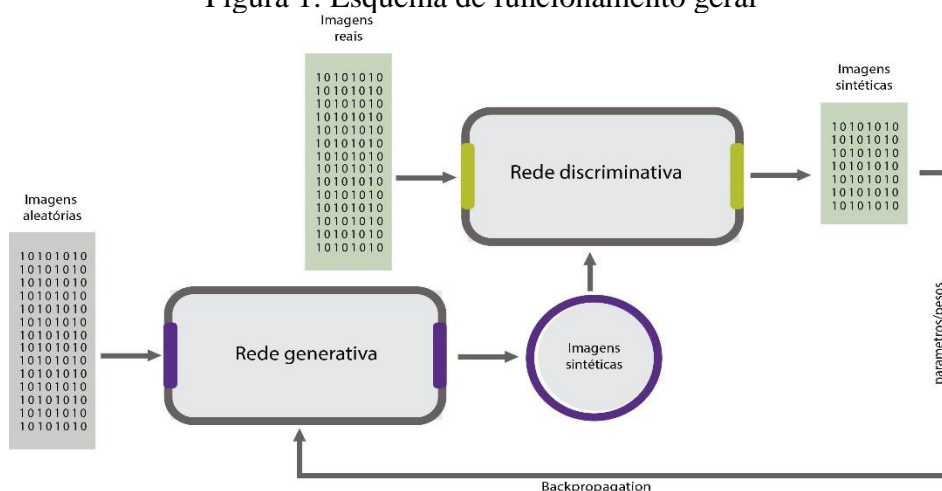 Figura 1: Esquema de funcionamento geral
Imagens
reais
10101010
10101010
10101010
10101010
10101010
10101010
10101010
10101010
10101010
10101010
10101010
10101010
10101010
10101010
Rede discriminativa
Imagens
sintéticas
10101010
10101010
10101010
10101010
10101010
10101010
10101010
Imagens
aleatórias
10101010
10101010
10101010
10101010
10101010
10101010
10101010
10101010
10101010
10101010
10101010
10101010
10101010
10101010
Rede generativa
Imagens
sintéticas
parametros/pesos
Backpropagation